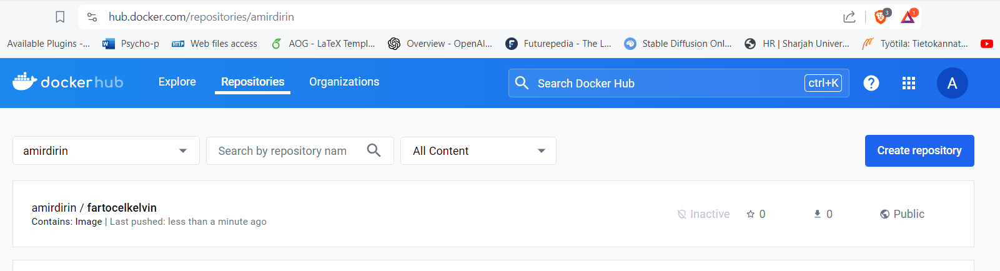 hub.docker.com/repositories/amirdirin
3
1
Available Plugins -...
Psycho-p
HTTP
Web files access
AOG - LaTeX Templ...
Overview - OpenAI...
Futurepedia - The L...
Stable Diffusion Onl...
HR | Sharjah Univer...
Työtila: Tietokannat...
dockerhub
Explore
Repositories
Organizations
Search Docker Hub
ctrl+K
?
A
amirdirin
Search by repository nam
All Content
Create repository
amirdirin / fartocelkelvin
Contains: Image | Last pushed: less than a minute ago
Inactive
0
0
Public